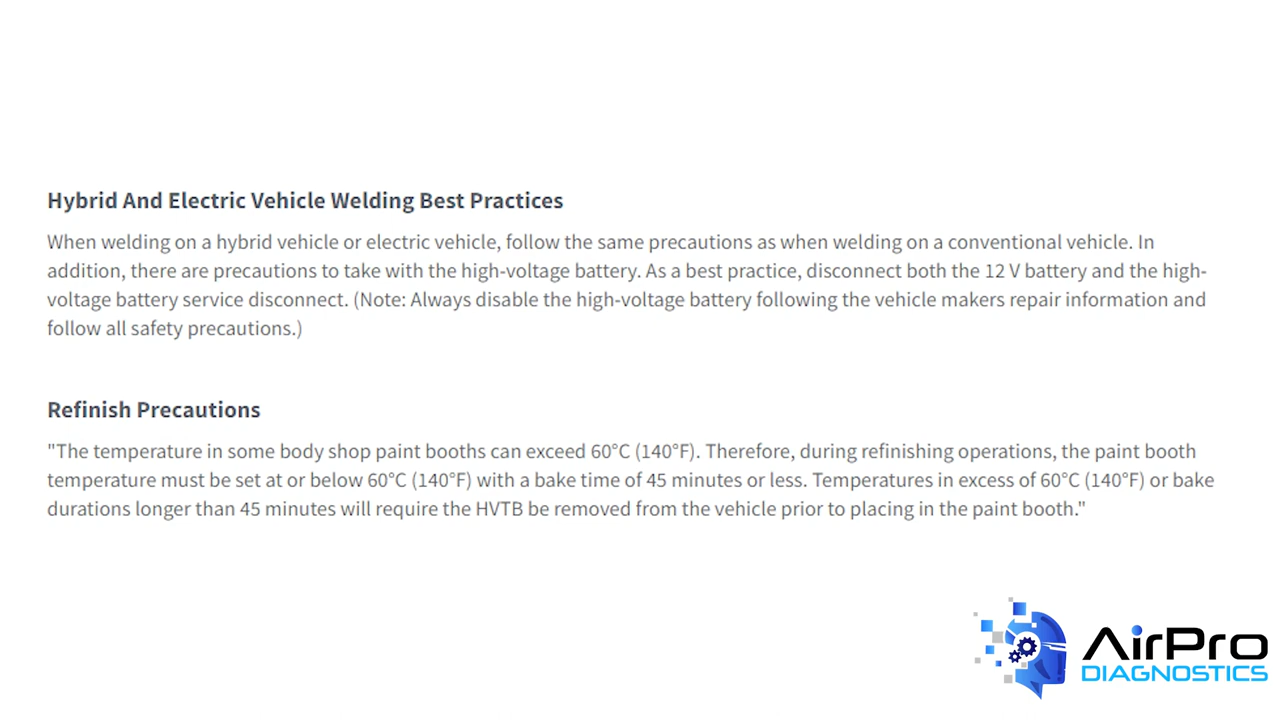 Hybrid And Electric Vehicle Welding Best Practices
When welding on a hybrid vehicle or electric vehicle, follow the same precautions as when welding on a conventional vehicle. In
addition, there are precautions to take with the high-voltage battery. As a best practice, disconnect both the 12 V battery and the high-
voltage battery service disconnect. (Note: Always disable the high-voltage battery following the vehicle makers repair information and
follow all safety precautions.)
Refinish Precautions
"The temperature in some body shop paint booths can exceed 60°C (140°F). Therefore, during refinishing operations, the paint booth
temperature must be set at or below 60°C (140°F) with a bake time of 45 minutes or less. Temperatures in excess of 60°C (140°F) or bake
durations longer than 45 minutes will require the HVTB be removed from the vehicle prior to placing in the paint booth."
AirPro
DIAGNOSTICS